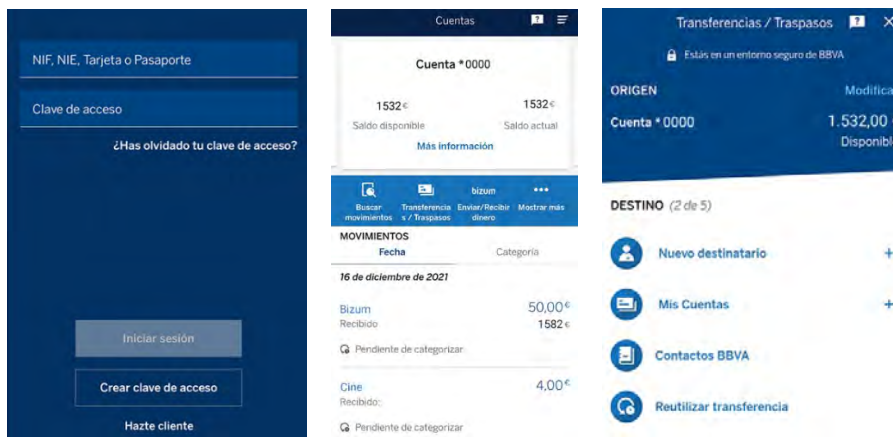 NIF, NIE, Tarjeta o Pasaporte
Clave de acceso
¿Has olvidado tu clave de acceso?
Iniciar sesión
Crear clave de acceso
Hazte cliente
Cuentas
?
Cuenta *0000
1532€ 1532€
Saldo disponible Saldo actual
Más información
bizum
Buscar movimientos
Transferencia s / Traspasos
Enviar/Recibir dinero
Mostrar más
MOVIMIENTOS
Fecha Categoría
16 de diciembre de 2021
Bizum 50,00€
Recibido 1582€
Pendiente de categorizar
Cine 4,00€
Recibido:
Pendiente de categorizar
Transferencias / Traspasos ? X
Estás en un entorno seguro de BBVA
ORIGEN Modifica
Cuenta * 0000 1.532,00 €
Disponibl
DESTINO (2 de 5)
Nuevo destinatario +
Mis Cuentas +
Contactos BBVA
Reutilizar transferencia